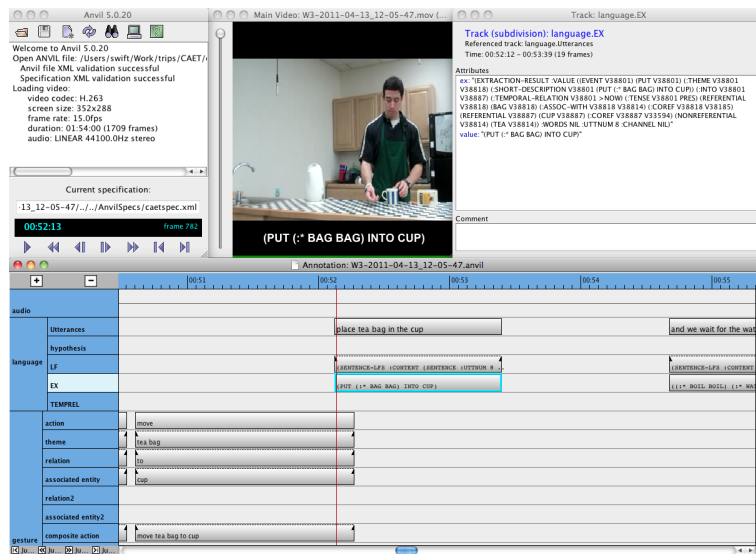 Anvil 5.0.20
Welcome to Anvil 5.0.20
Open ANVIL file: /Users/swift/Work/trips/CAET/
Anvil file XML validation successful
Specification XML validation successful
Loading video:
video codec: H.263
screen size: 352x288
frame rate: 15.0fps
duration: 01:54:00 (1709 frames)
audio: LINEAR 44100.0Hz stereo
Current specification:
-13_12-05-47/../../AnvilSpecs/caetspec.xml
00:52:13
frame 782
Main Video: W3-2011-04-13_12-05-47.mov (...
(PUT (:* BAG BAG) INTO CUP)
Track: language.EX
Track (subdivision): language.EX
Referenced track: language.Utterances
Time: 00:52:12 - 00:53:39 (subdivision)
Attributes
ex: "(EXTRACTION-RESULT :VALUE ((EVENT V38801) (PUT V38801) (:THEME V38801
V38818) (:SHORT-DESCRIPTION V38801 (PUT (:* BAG BAG) INTO CUP)) (:INTO V38801
V38887) (:TEMPORAL-RELATION V38801 >NOW) (:TENSE V38801 PRES) (REFERENTIAL
V38818) (BAG V38818) (:ASSOC-WITH V38818 V38814) (:COREF V38818 V38185)
(REFERENTIAL V38887) (CUP V38887) (:COREF V38887 V33594) (NONREFERENTIAL
V38814) (TEA V38814)) :WORDS NIL :UTTNUM 8 :CHANNEL NIL)"
value: "(PUT (:* BAG BAG) INTO CUP)"
Comment
Annotation: W3-2011-04-13_12-05-47.anvil
+ −
00:51 00:52 00:53 00:54 00:55
audio
language
Utterances
place tea bag in the cup
and we wait for the wat
hypothesis
LF
(SENTENCE-LFS :CONTENT (SENTENCE :UTTNUM 8 ..
(SENTENCE-LFS :CONTENT
EX
(PUT (:* BAG BAG) INTO CUP)
((:* BOIL BOIL) (:* WA
TEMPREL
action
move
theme
tea bag
relation
to
associated entity
cup
relation2
associated entity2
gesture
composite action
move tea bag to cup
Ju... Ju... Ju... Ju...